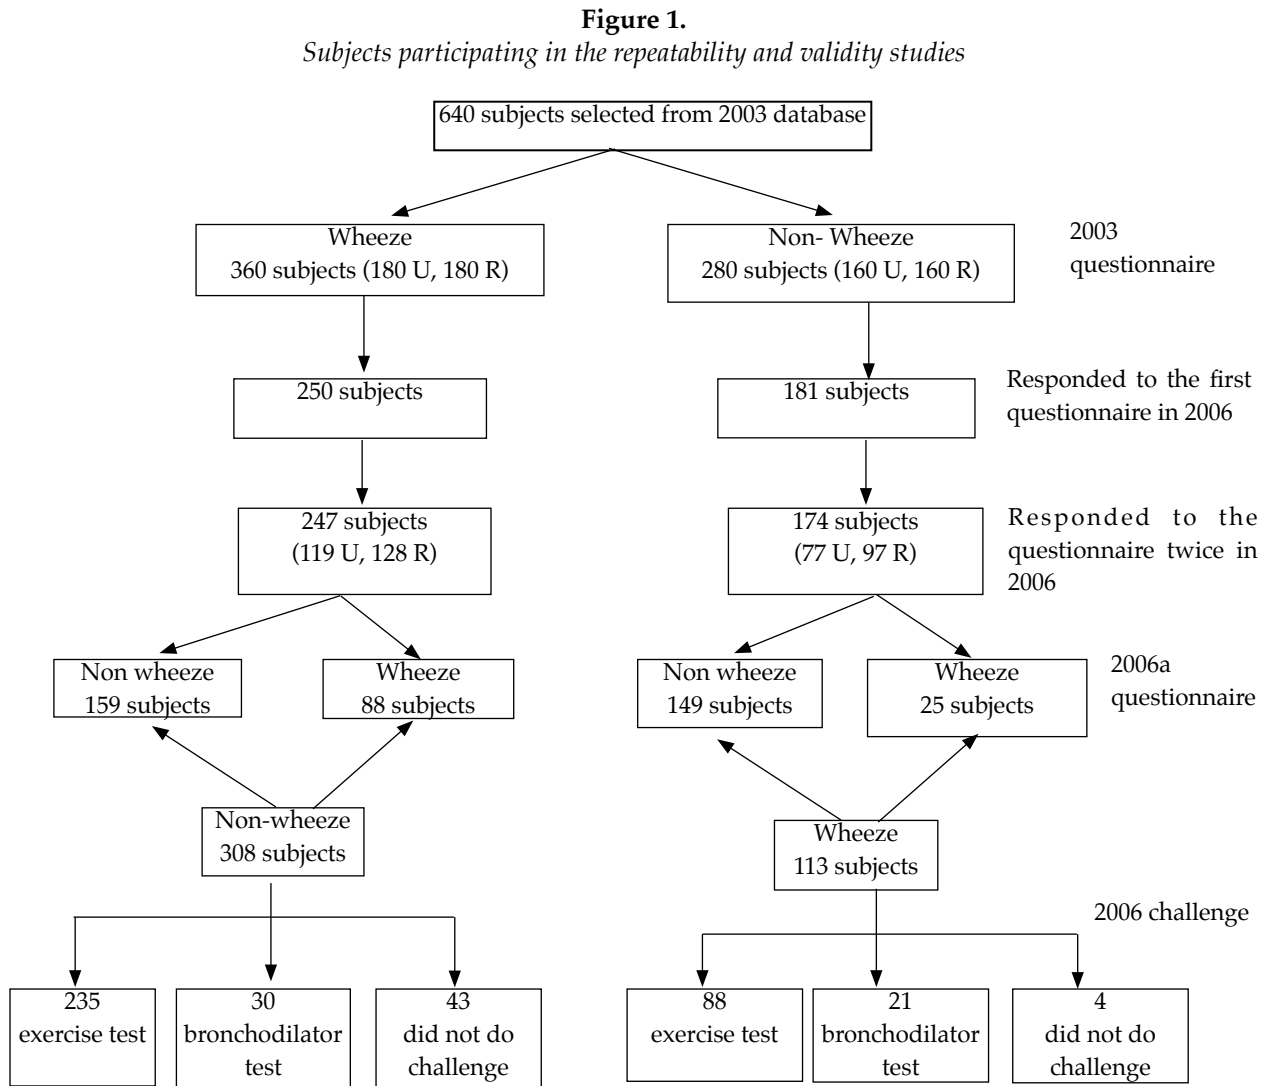 Figure 1.
Subjects participating in the repeatability and validity studies
640 subjects selected from 2003 database
Wheeze
360 subjects (180 U, 180 R)
Non- Wheeze
280 subjects (160 U, 160 R)
2003
questionnaire
250 subjects
181 subjects
Responded to the first
questionnaire in 2006
247 subjects
(119 U, 128 R)
174 subjects
(77 U, 97 R)
Responded to the
questionnaire twice in
2006
Non wheeze
159 subjects
Wheeze
88 subjects
Non wheeze
149 subjects
Wheeze
25 subjects
2006a
questionnaire
Non-wheeze
308 subjects
Wheeze
113 subjects
2006 challenge
235
exercise test
30
bronchodilator
test
43
did not do
challenge
88
exercise test
21
bronchodilator
test
4
did not do
challenge